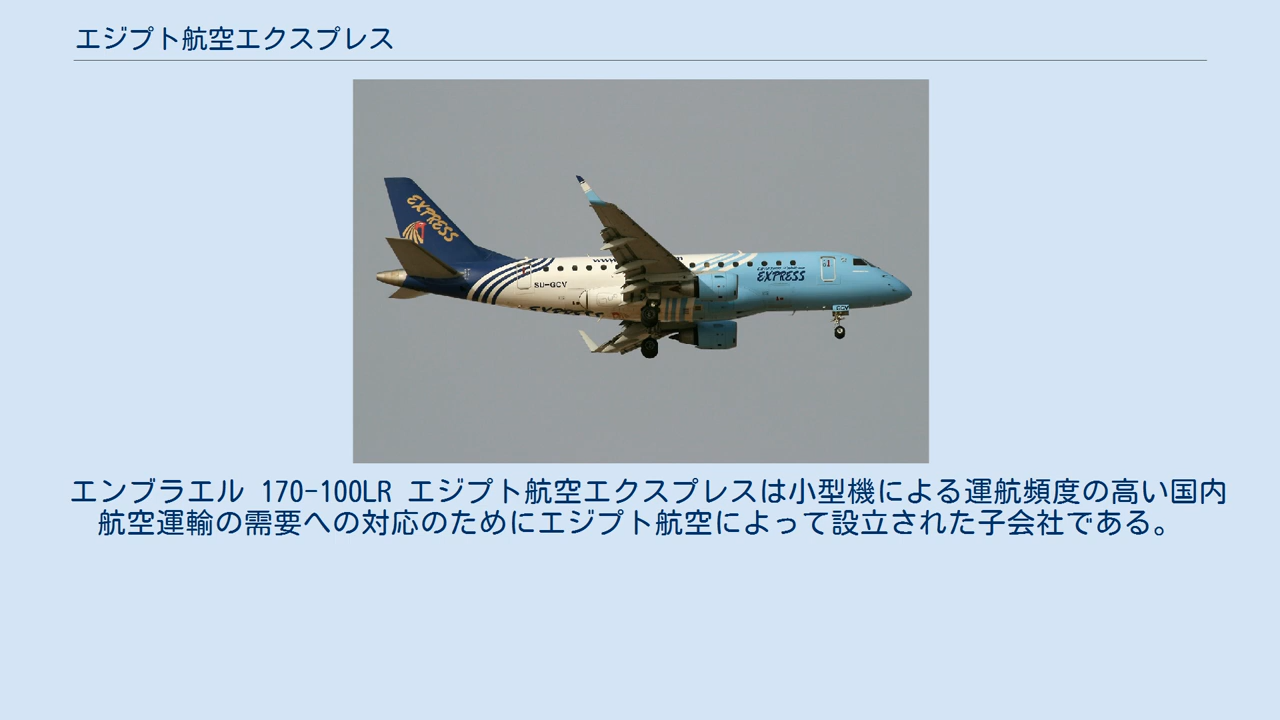 エジプト航空エクスプレス
EXPRESS
EXPRESS
SU-GCV
EXPRESS
エンブラエル 170-100LR エジプト航空エクスプレスは小型機による運航頻度の高い国内
航空運輸の需要への対応のためにエジプト航空によって設立された子会社である。